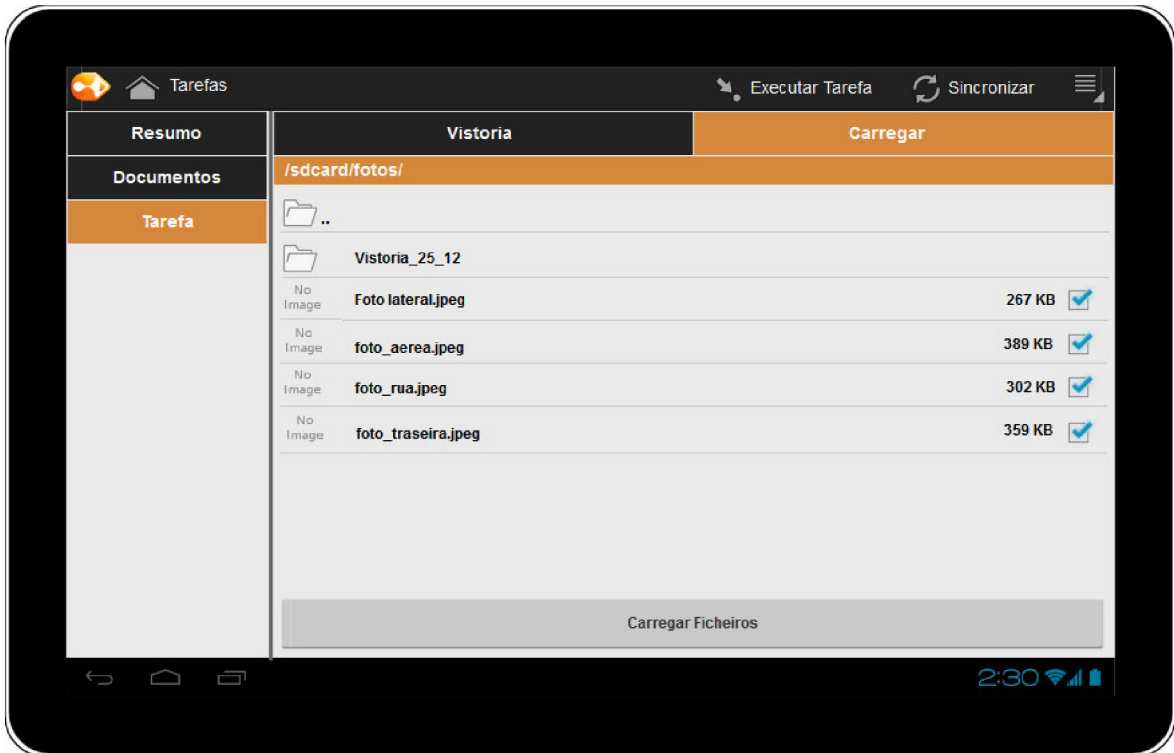 Tarefas
Executar Tarefa
Sincronizar
Resumo
Documentos
Tarefa
Vistoria
Carregar
/sdcard/fotos/
..
Vistoria_25_12
No
Image
Foto lateral.jpeg
267 KB
No
Image
foto_aerea.jpeg
389 KB
No
Image
foto_rua.jpeg
302 KB
No
Image
foto_traseira.jpeg
359 KB
Carregar Ficheiros
2:30